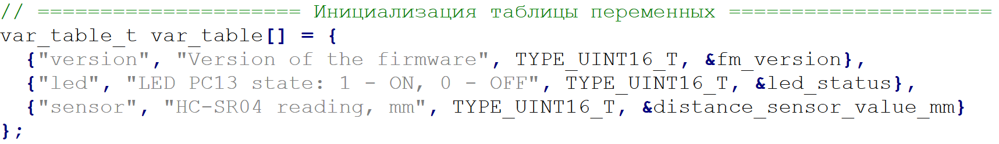 // ===================== Инициализация таблицы переменных =====================
var_table_t var_table[] = {
  {"version", "Version of the firmware", TYPE_UINT16_T, &fm_version},
  {"led", "LED PC13 state: 1 - ON, 0 - OFF", TYPE_UINT16_T, &led_status},
  {"sensor", "HC-SR04 reading, mm", TYPE_UINT16_T, &distance_sensor_value_mm}
};